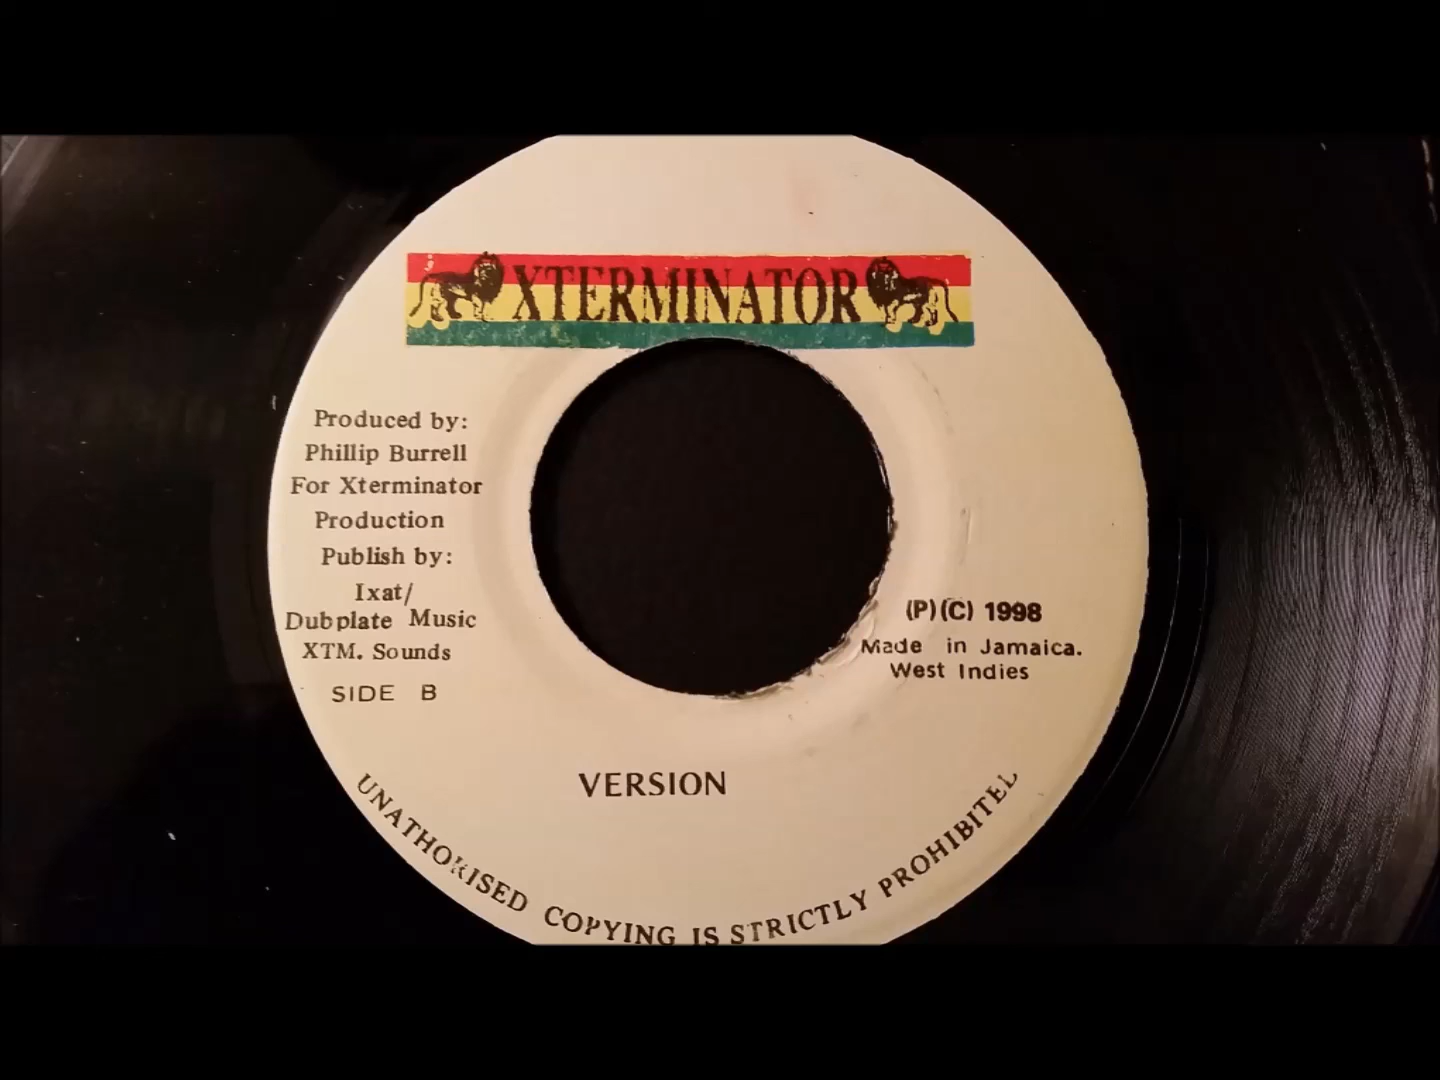 XTERMINATOR
Produced by:
Phillip Burrell
For Xterminator
Production
Publish by:
Ixat/
Dubplate Music
XTM. Sounds
SIDE B
(P)(C) 1998
Made in Jamaica.
West Indies
VERSION
UNATHORISED COPYING IS STRICTLY PROHIBITED